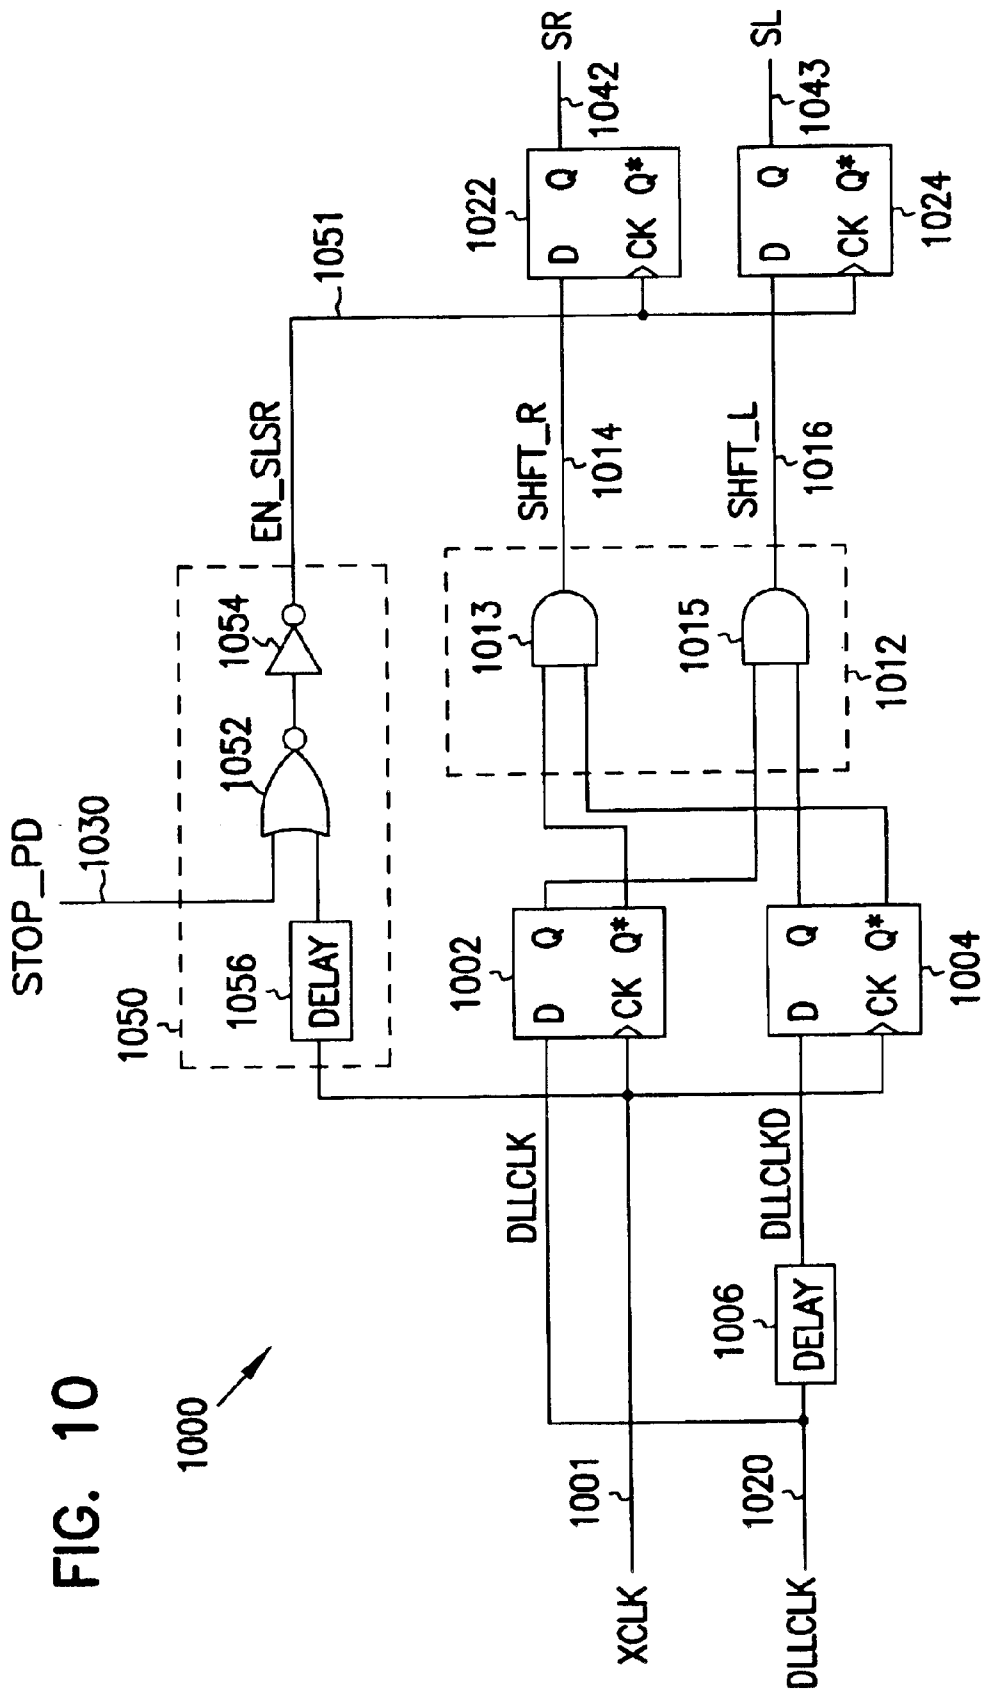 FIG. 10
1000
STOP_PD
1030
1050
1056
DELAY
1052
1054
EN_SLSR
1051
XCLK
1001
DLLCLK
1020
DLLCLK
1006
DELAY
DLLCLKD
1002
D Q
CK Q*
1004
D Q
CK Q*
1013
1015
1012
SHFT_R
1014
SHFT_L
1016
1022
D Q
CK Q*
1042
SR
1024
D Q
CK Q*
1043
SL